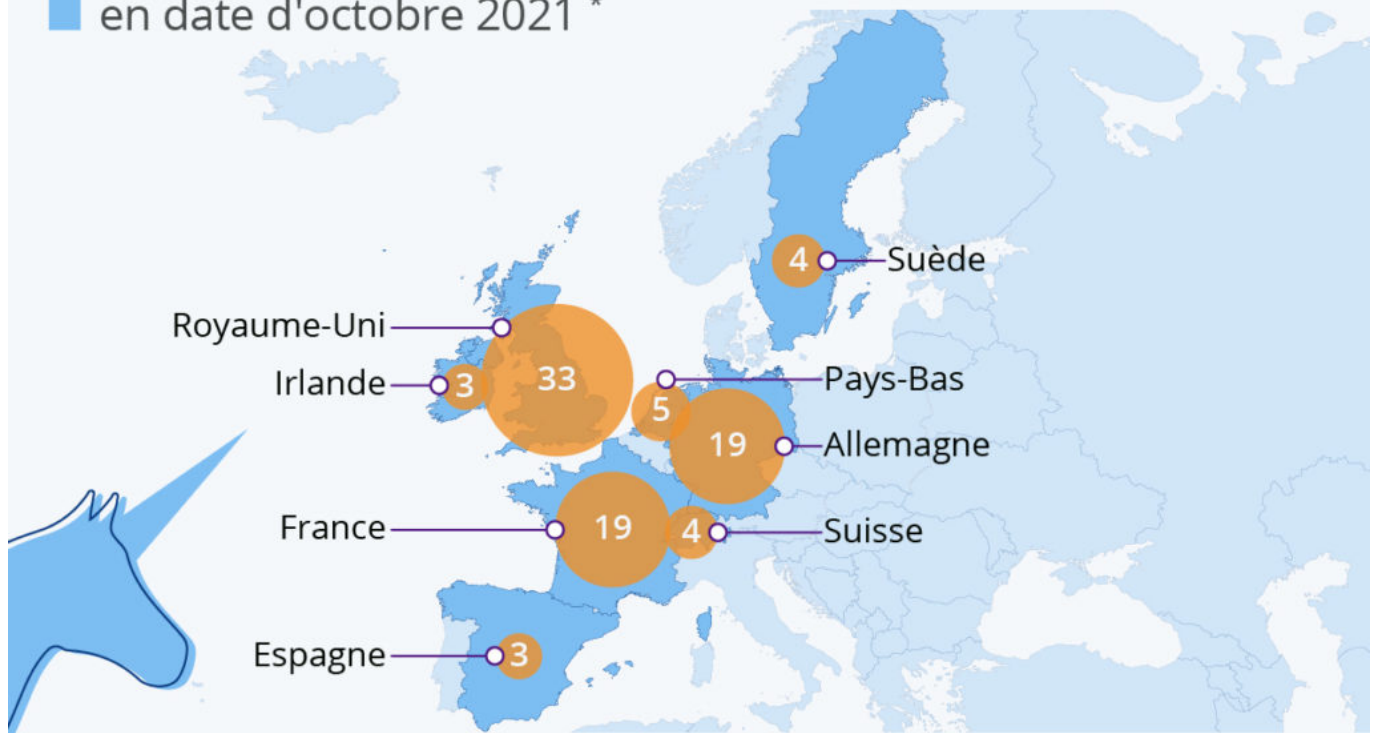 en date d'octobre 2021 *
4 Suède
Royaume-Uni
33
Irlande 3
5 Pays-Bas
19 Allemagne
France 19
4 Suisse
Espagne 3